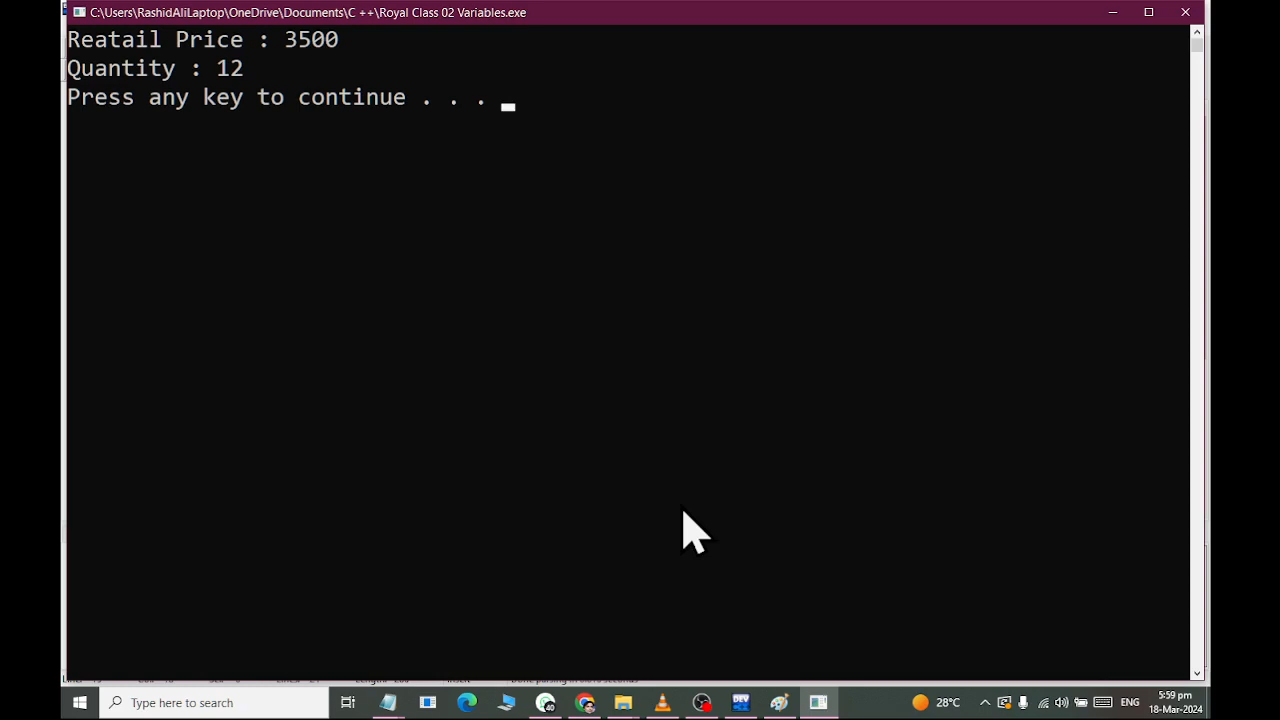 C:\Users\RashidAliLaptop\OneDrive\Documents\C ++\Royal Class 02 Variables.exe
Reatail Price : 3500
Quantity : 12
Press any key to continue . . .
Type here to search
DEV
28°C
ENG
5:59 pm
18-Mar-2024